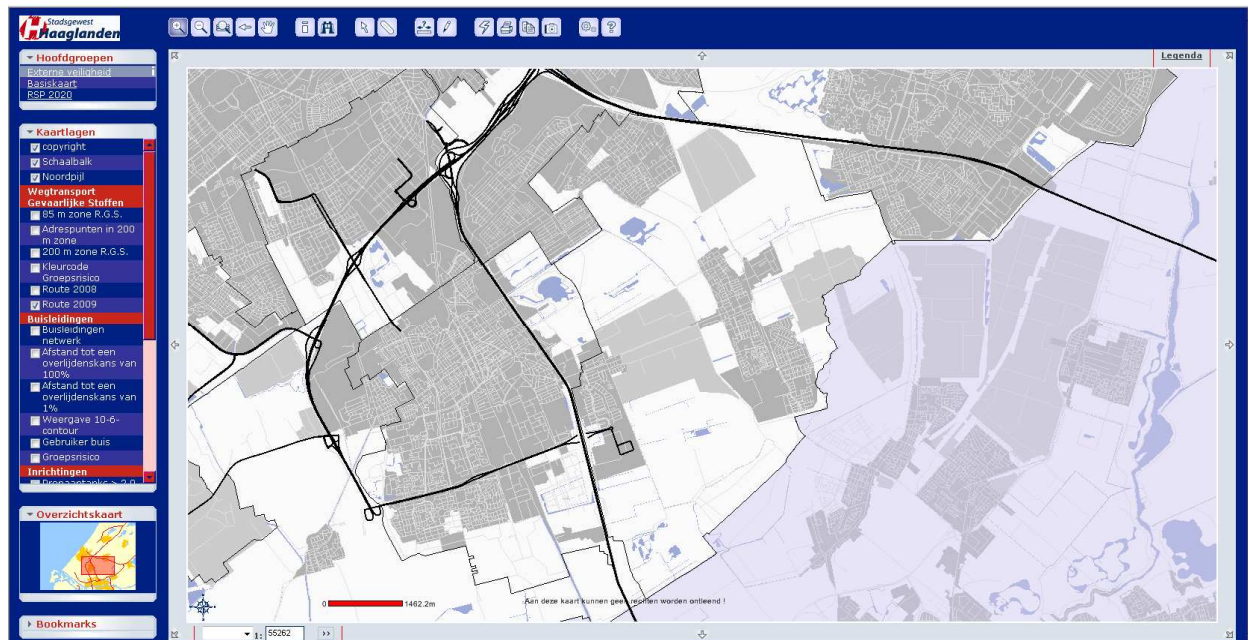 Stadsgewest
Haaglanden
Hoofdgroepen
Externe veiligheid
i
Basiskaart
RSP 2020
Kaartlagen
copyright
Schaalbalk
Noordpijl
Wegtransport
Gevaarlijke Stoffen
85 m zone R.G.S.
Adrespunten in 200
m zone
200 m zone R.G.S.
Kleurcode
Groepsrisico
Route 2008
Route 2009
Buisleidingen
Buisleidingen
netwerk
Afstand tot een
overlijdenskans van
100%
Afstand tot een
overlijdenskans van
1%
Weergave 10-6-
contour
Gebruiker buis
Groepsrisico
Inrichtingen
Propaantanks > 2,0
Overzichtskaart
Bookmarks
Legenda
0 1462.2m
Aan deze kaart kunnen geen rechten worden ontleend !
1: 55262 >>